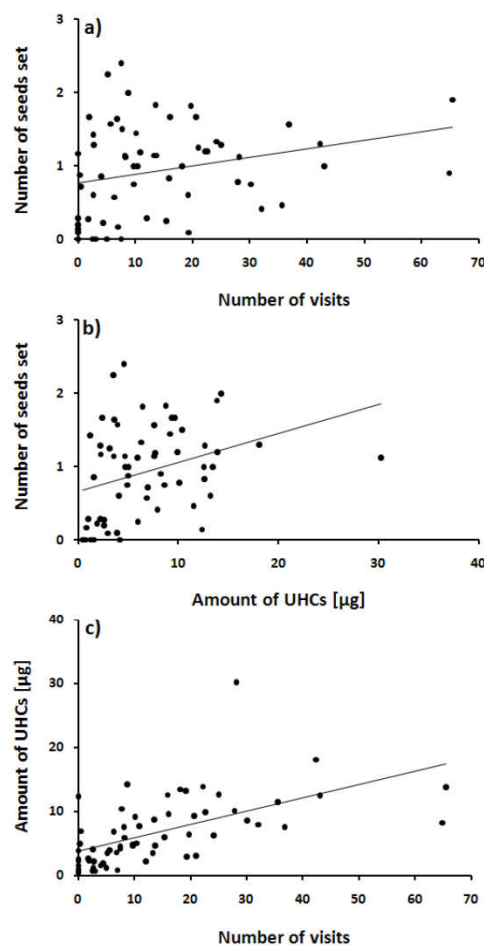 a)
Number of seeds set
3
2
1
0
0 10 20 30 40 50 60 70
Number of visits
b)
Number of seeds set
3
2
1
0
0 10 20 30 40
Amount of UHCs [µg]
c)
Amount of UHCs [µg]
40
30
20
10
0
0 10 20 30 40 50 60 70
Number of visits